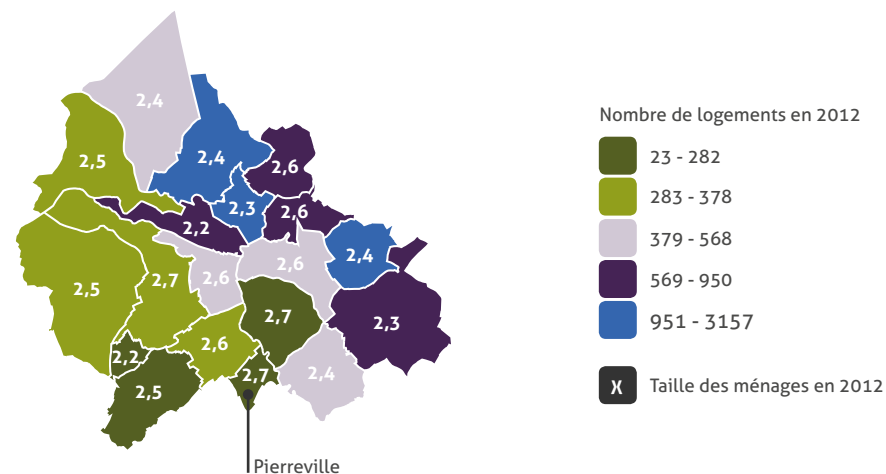 2,4
2,5
2,4
2,6
2,3
2,6
2,2
2,4
2,6
2,6
2,7
2,5
2,7
2,3
2,6
2,2
2,7
2,4
2,5
Pierreville
Nombre de logements en 2012
23 - 282
283 - 378
379 - 568
569 - 950
951 - 3157
X Taille des ménages en 2012